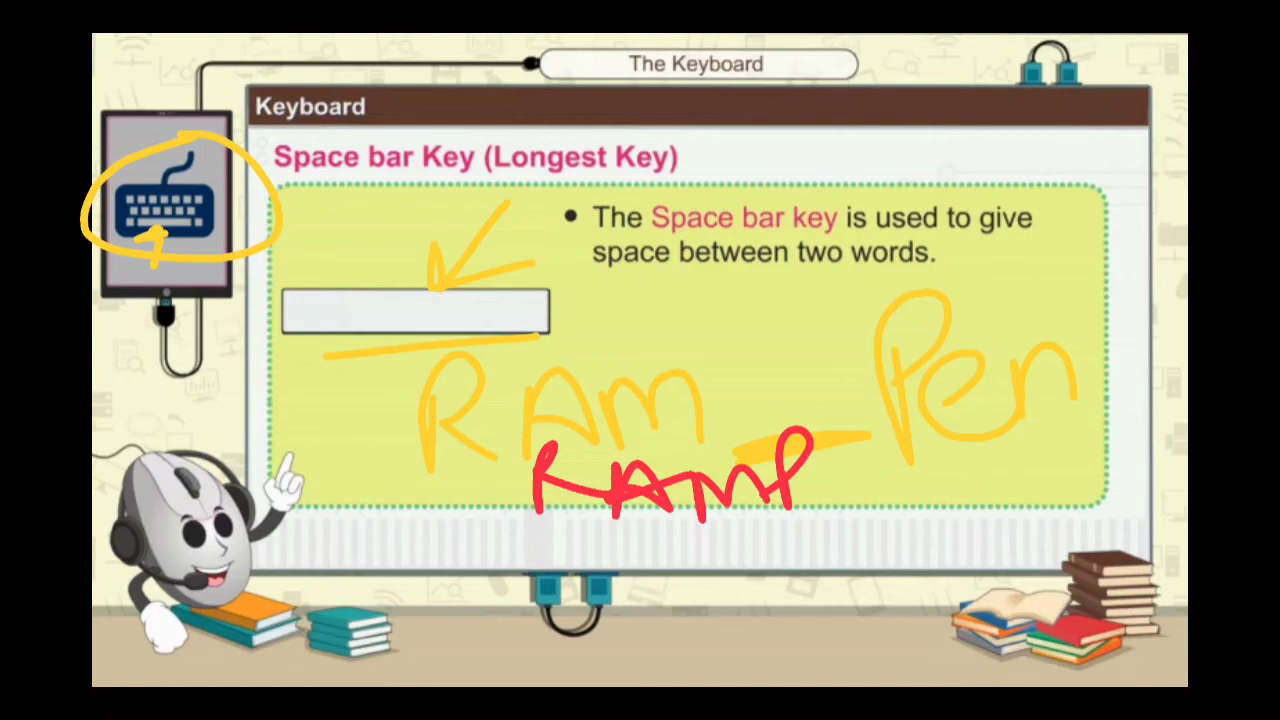 The Keyboard
Keyboard
Space bar Key (Longest Key)
• The Space bar key is used to give
space between two words.
RAM - Pen
RAMP